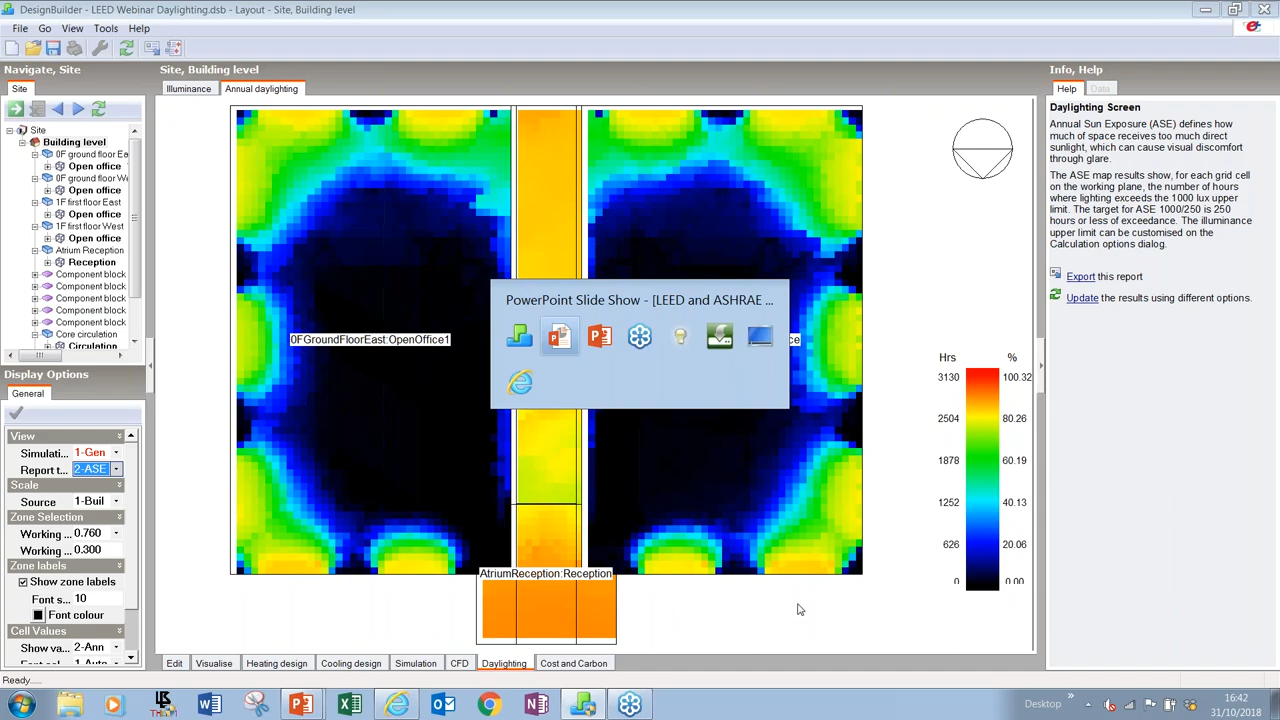 DesignBuilder - LEED Webinar Daylighting.dsb - Layout - Site, Building level
File Go View Tools Help
Navigate, Site
Site
Site
Building level
0F ground floor Ea
Open office
0F ground floor We
Open office
1F first floor East
Open office
1F first floor West
Open office
Atrium Reception
Reception
Component block
Component block
Component block
Component block
Core circulation
Circulation
Display Options
General
View
Simulati... 1-Gen
Report t... 2-ASE
Scale
Source 1-Buil
Zone Selection
Working ... 0.760
Working ... 0.300
Zone labels
Show zone labels
Font s... 10
Font colour
Cell Values
Show va... 2-Ann
Site, Building level
Illuminance Annual daylighting
0FGroundFloorEast:OpenOffice1
ce
AtriumReception:Reception
PowerPoint Slide Show - [LEED and ASHRAE ...
Hrs %
3130 100.32
2504 80.26
1878 60.19
1252 40.13
626 20.06
0 0.00
Edit Visualise Heating design Cooling design Simulation CFD Daylighting Cost and Carbon
Info, Help
Help Data
Daylighting Screen
Annual Sun Exposure (ASE) defines how
much of space receives too much direct
sunlight, which can cause visual discomfort
through glare.
The ASE map results show, for each grid cell
on the working plane, the number of hours
where lighting exceeds the 1000 lux upper
limit. The target for ASE 1000/250 is 250
hours or less of exceedance. The illuminance
upper limit can be customised on the
Calculation options dialog.
Export this report
Update the results using different options.
Ready.....
Desktop
16:42
31/10/2018